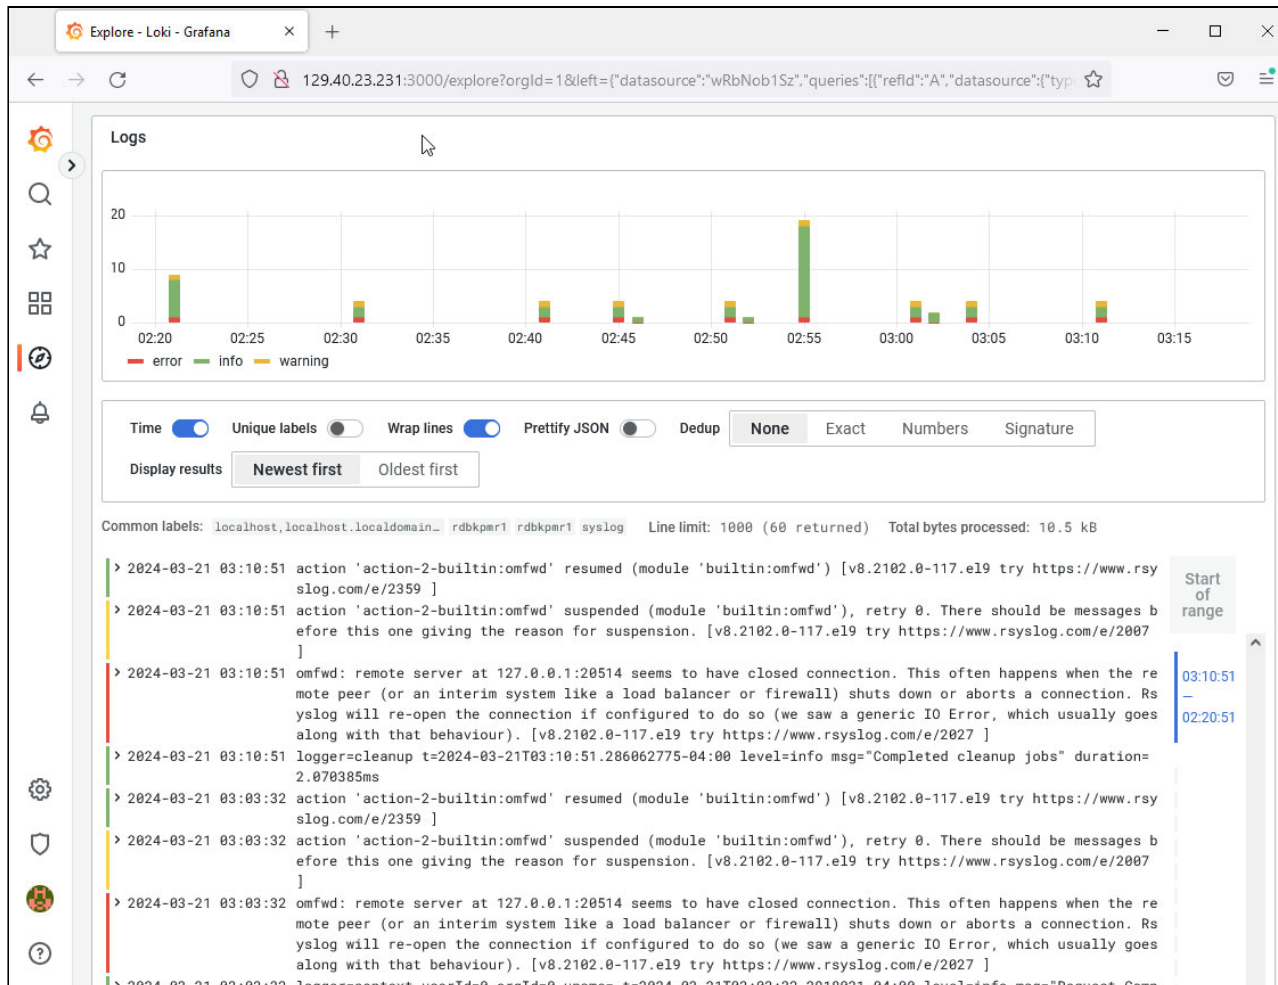 Explore - Loki - Grafana
129.40.23.231:3000/explore?orgId=1&left={"datasource":"wRbNob1Sz","queries":[{"refId":"A","datasource":{"typ
Logs
20
10
0
02:20 02:25 02:30 02:35 02:40 02:45 02:50 02:55 03:00 03:05 03:10 03:15
error info warning
Time Unique labels Wrap lines Prettify JSON Dedup None Exact Numbers Signature
Display results Newest first Oldest first
Common labels: localhost,localhost.localdomain… rdbkpmr1 rdbkpmr1 syslog Line limit: 1000 (60 returned) Total bytes processed: 10.5 kB
> 2024-03-21 03:10:51 action 'action-2-builtin:omfwd' resumed (module 'builtin:omfwd') [v8.2102.0-117.el9 try https://www.rsy
slog.com/e/2359 ]
> 2024-03-21 03:10:51 action 'action-2-builtin:omfwd' suspended (module 'builtin:omfwd'), retry 0. There should be messages b
efore this one giving the reason for suspension. [v8.2102.0-117.el9 try https://www.rsyslog.com/e/2007
]
> 2024-03-21 03:10:51 omfwd: remote server at 127.0.0.1:20514 seems to have closed connection. This often happens when the re
mote peer (or an interim system like a load balancer or firewall) shuts down or aborts a connection. Rs
yslog will re-open the connection if configured to do so (we saw a generic IO Error, which usually goes
along with that behaviour). [v8.2102.0-117.el9 try https://www.rsyslog.com/e/2027 ]
> 2024-03-21 03:10:51 logger=cleanup t=2024-03-21T03:10:51.286062775-04:00 level=info msg="Completed cleanup jobs" duration=
2.070385ms
> 2024-03-21 03:03:32 action 'action-2-builtin:omfwd' resumed (module 'builtin:omfwd') [v8.2102.0-117.el9 try https://www.rsy
slog.com/e/2359 ]
> 2024-03-21 03:03:32 action 'action-2-builtin:omfwd' suspended (module 'builtin:omfwd'), retry 0. There should be messages b
efore this one giving the reason for suspension. [v8.2102.0-117.el9 try https://www.rsyslog.com/e/2007
]
> 2024-03-21 03:03:32 omfwd: remote server at 127.0.0.1:20514 seems to have closed connection. This often happens when the re
mote peer (or an interim system like a load balancer or firewall) shuts down or aborts a connection. Rs
yslog will re-open the connection if configured to do so (we saw a generic IO Error, which usually goes
along with that behaviour). [v8.2102.0-117.el9 try https://www.rsyslog.com/e/2027 ]
Start
of
range
03:10:51
—
02:20:51